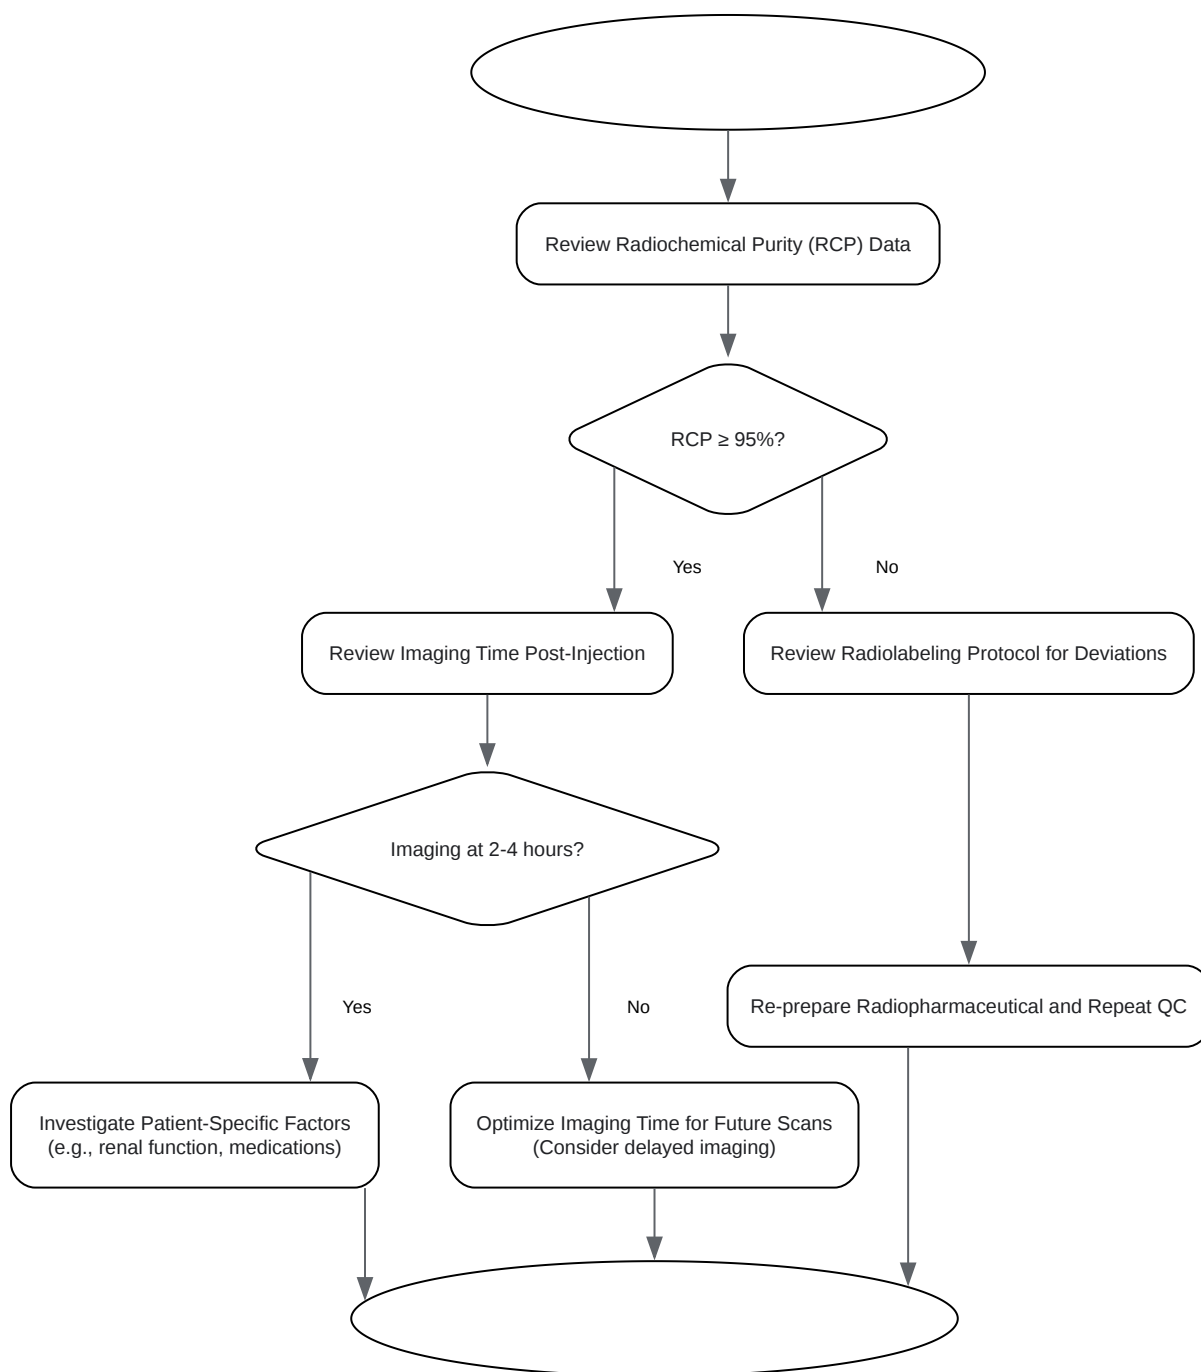 Review Radiochemical Purity (RCP) Data
RCP ≥ 95%?
Yes
No
Review Imaging Time Post-Injection
Review Radiolabeling Protocol for Deviations
Imaging at 2-4 hours?
Yes
No
Re-prepare Radiopharmaceutical and Repeat QC
Investigate Patient-Specific Factors
(e.g., renal function, medications)
Optimize Imaging Time for Future Scans
(Consider delayed imaging)